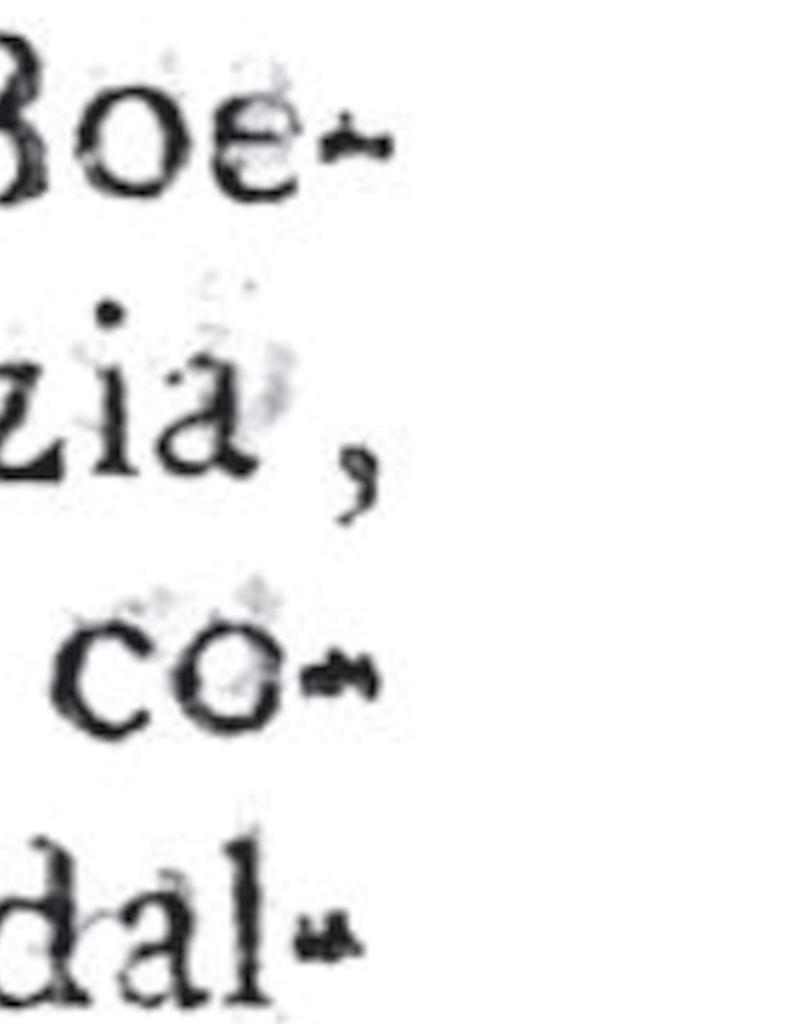 Boe-
zia ,
co-
dal-